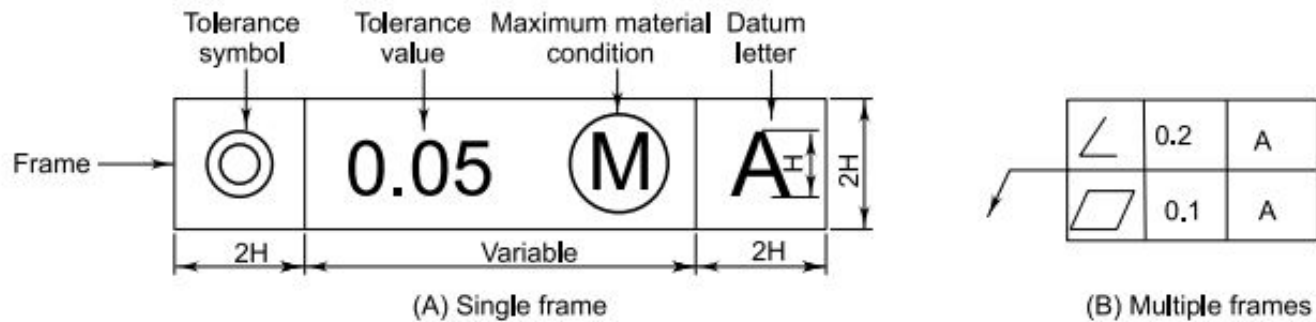 Tolerance symbol
Tolerance value
Maximum material condition
Datum letter
Frame
0.05
M
A
H
2H
2H
Variable
2H
(A) Single frame
0.2
A
0.1
A
(B) Multiple frames